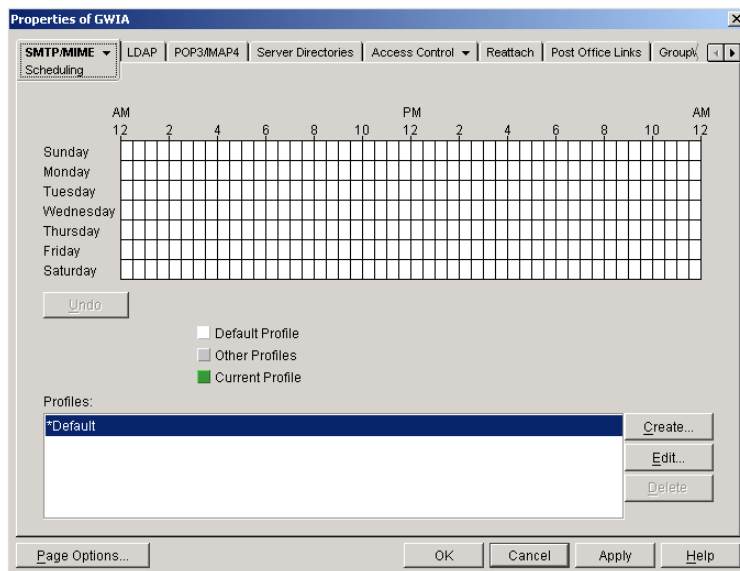 Properties of GWIA
SMTP/MIME LDAP POP3/IMAP4 Server Directories Access Control Reattach Post Office Links
Scheduling
AM PM AM
12 2 4 6 8 10 12 2 4 6 8 10 12
Sunday
Monday
Tuesday
Wednesday
Thursday
Friday
Saturday
Undo
Default Profile
Other Profiles
Current Profile
Profiles:
*Default
Create...
Edit...
Delete
Page Options... OK Cancel Apply Help